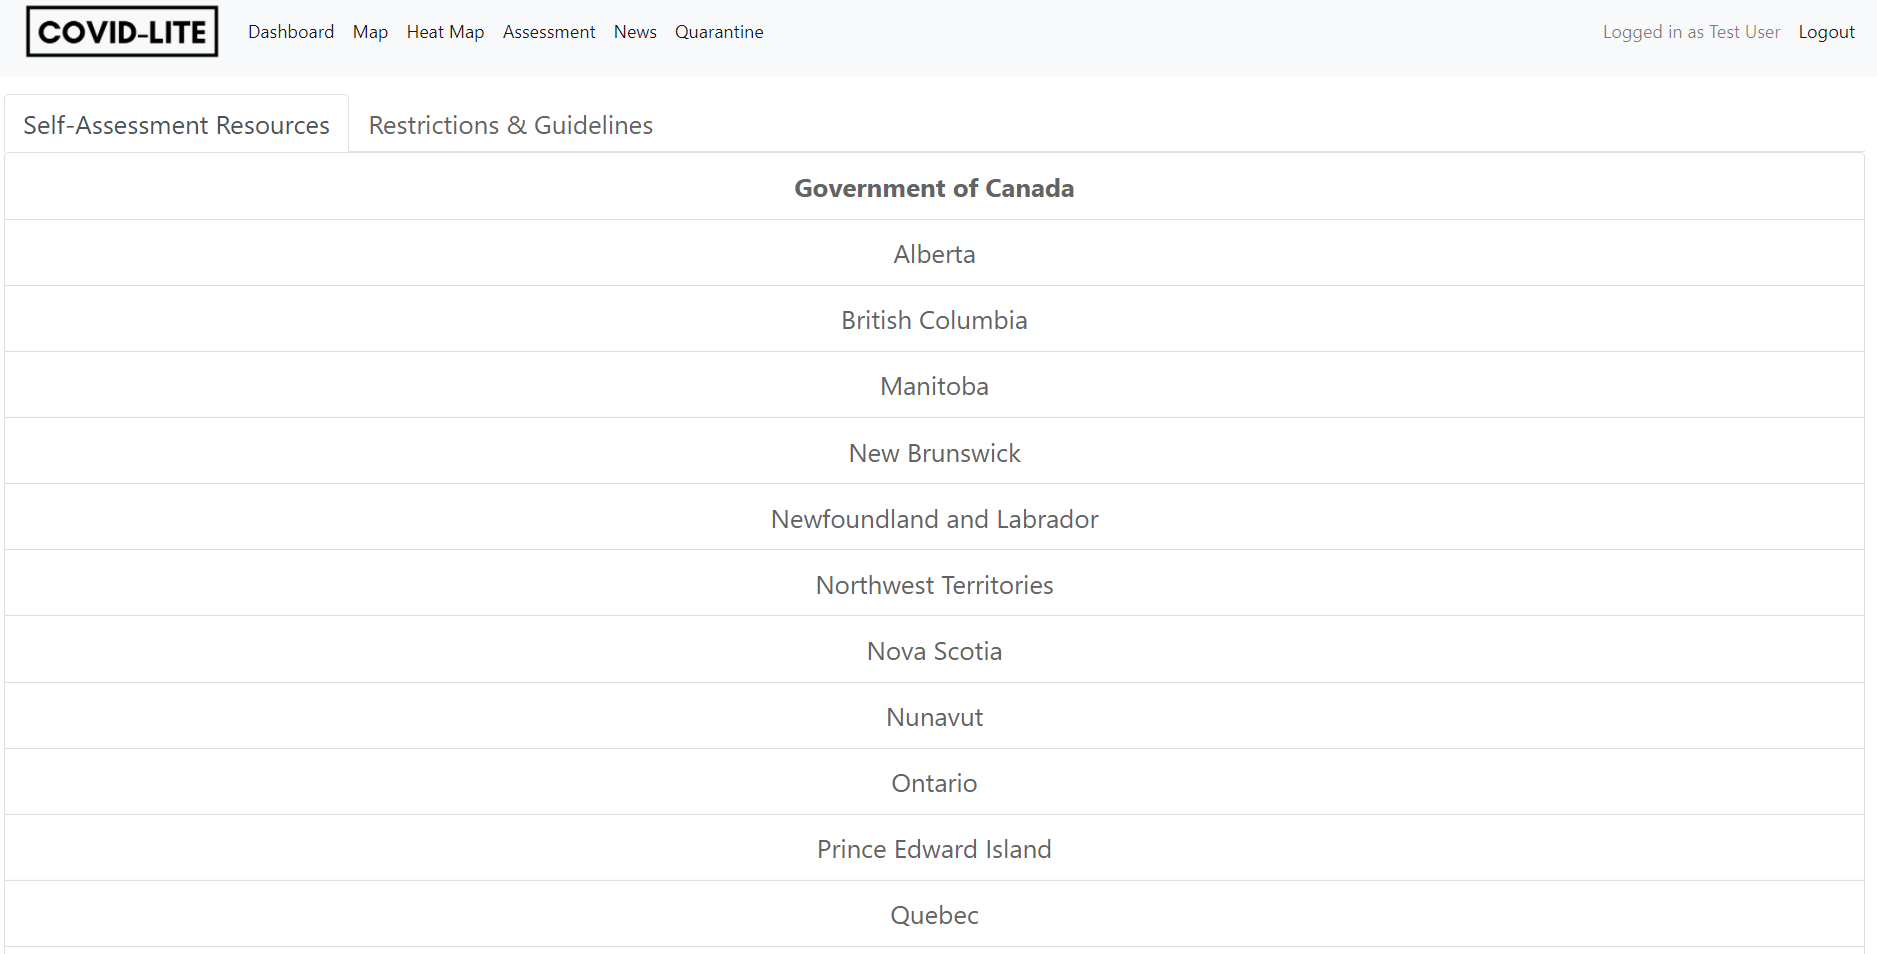 COVID-LITE Dashboard Map Heat Map Assessment News Quarantine Logged in as Test User Logout
Self-Assessment Resources Restrictions & Guidelines
Government of Canada
Alberta
British Columbia
Manitoba
New Brunswick
Newfoundland and Labrador
Northwest Territories
Nova Scotia
Nunavut
Ontario
Prince Edward Island
Quebec